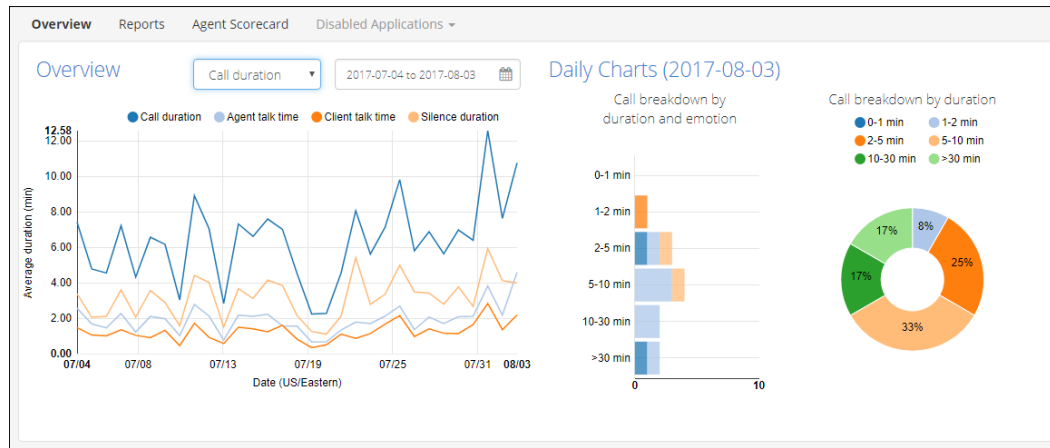 Overview Reports Agent Scorecard Disabled Applications
Overview
Call duration
2017-07-04 to 2017-08-03
Call duration Agent talk time Client talk time Silence duration
12.58
12.00
10.00
8.00
6.00
4.00
2.00
0.00
Average duration (min)
07/04 07/08 07/13 07/19 07/25 07/31 08/03
Date (US/Eastern)
Daily Charts (2017-08-03)
Call breakdown by
duration and emotion
0-1 min
1-2 min
2-5 min
5-10 min
10-30 min
>30 min
0 10
Call breakdown by duration
0-1 min 1-2 min
2-5 min 5-10 min
10-30 min >30 min
17% 8%
17% 25%
33%